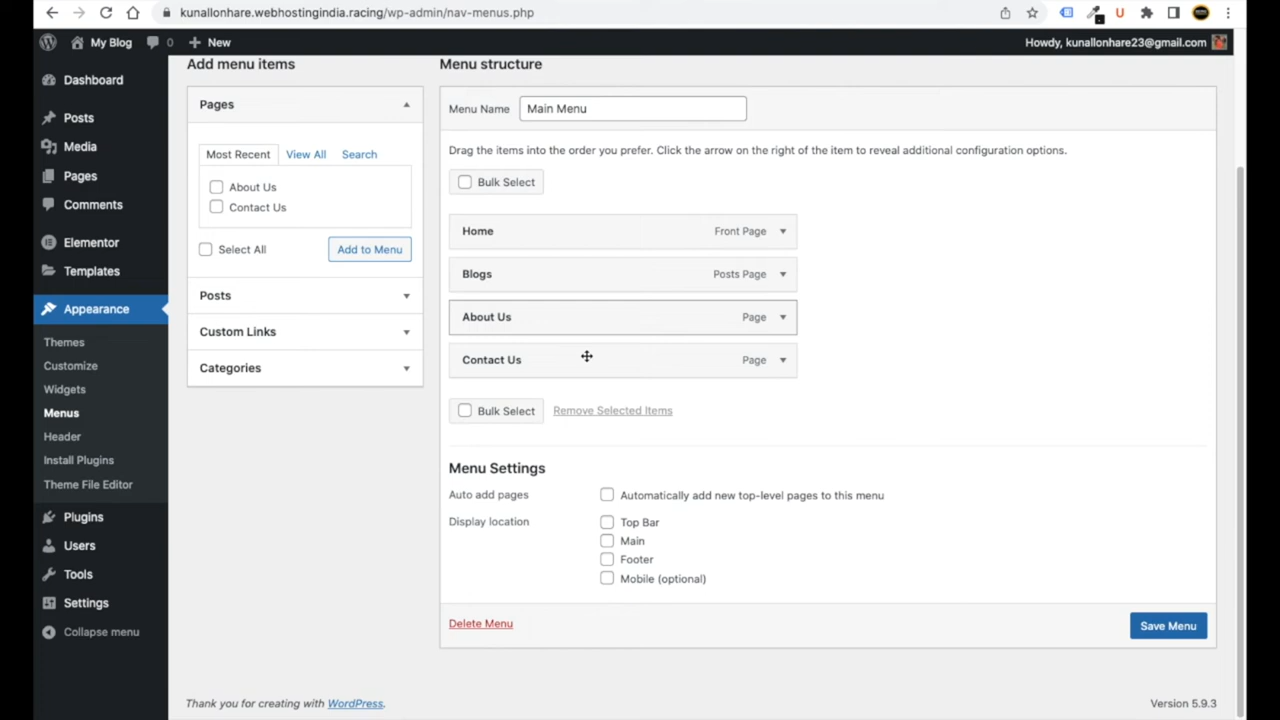 kunallonhare.webhostingindia.racing/wp-admin/nav-menus.php
My Blog 0 New Howdy, kunallonhare23@gmail.com
Dashboard
Posts
Media
Pages
Comments
Elementor
Templates
Appearance
Themes
Customize
Widgets
Menus
Header
Install Plugins
Theme File Editor
Plugins
Users
Tools
Settings
Collapse menu
Add menu items
Pages
Most Recent View All Search
About Us
Contact Us
Select All Add to Menu
Posts
Custom Links
Categories
Menu structure
Menu Name Main Menu
Drag the items into the order you prefer. Click the arrow on the right of the item to reveal additional configuration options.
Bulk Select
Home Front Page
Blogs Posts Page
About Us Page
Contact Us Page
Bulk Select Remove Selected Items
Menu Settings
Auto add pages Automatically add new top-level pages to this menu
Display location Top Bar
Main
Footer
Mobile (optional)
Delete Menu Save Menu
Thank you for creating with WordPress. Version 5.9.3